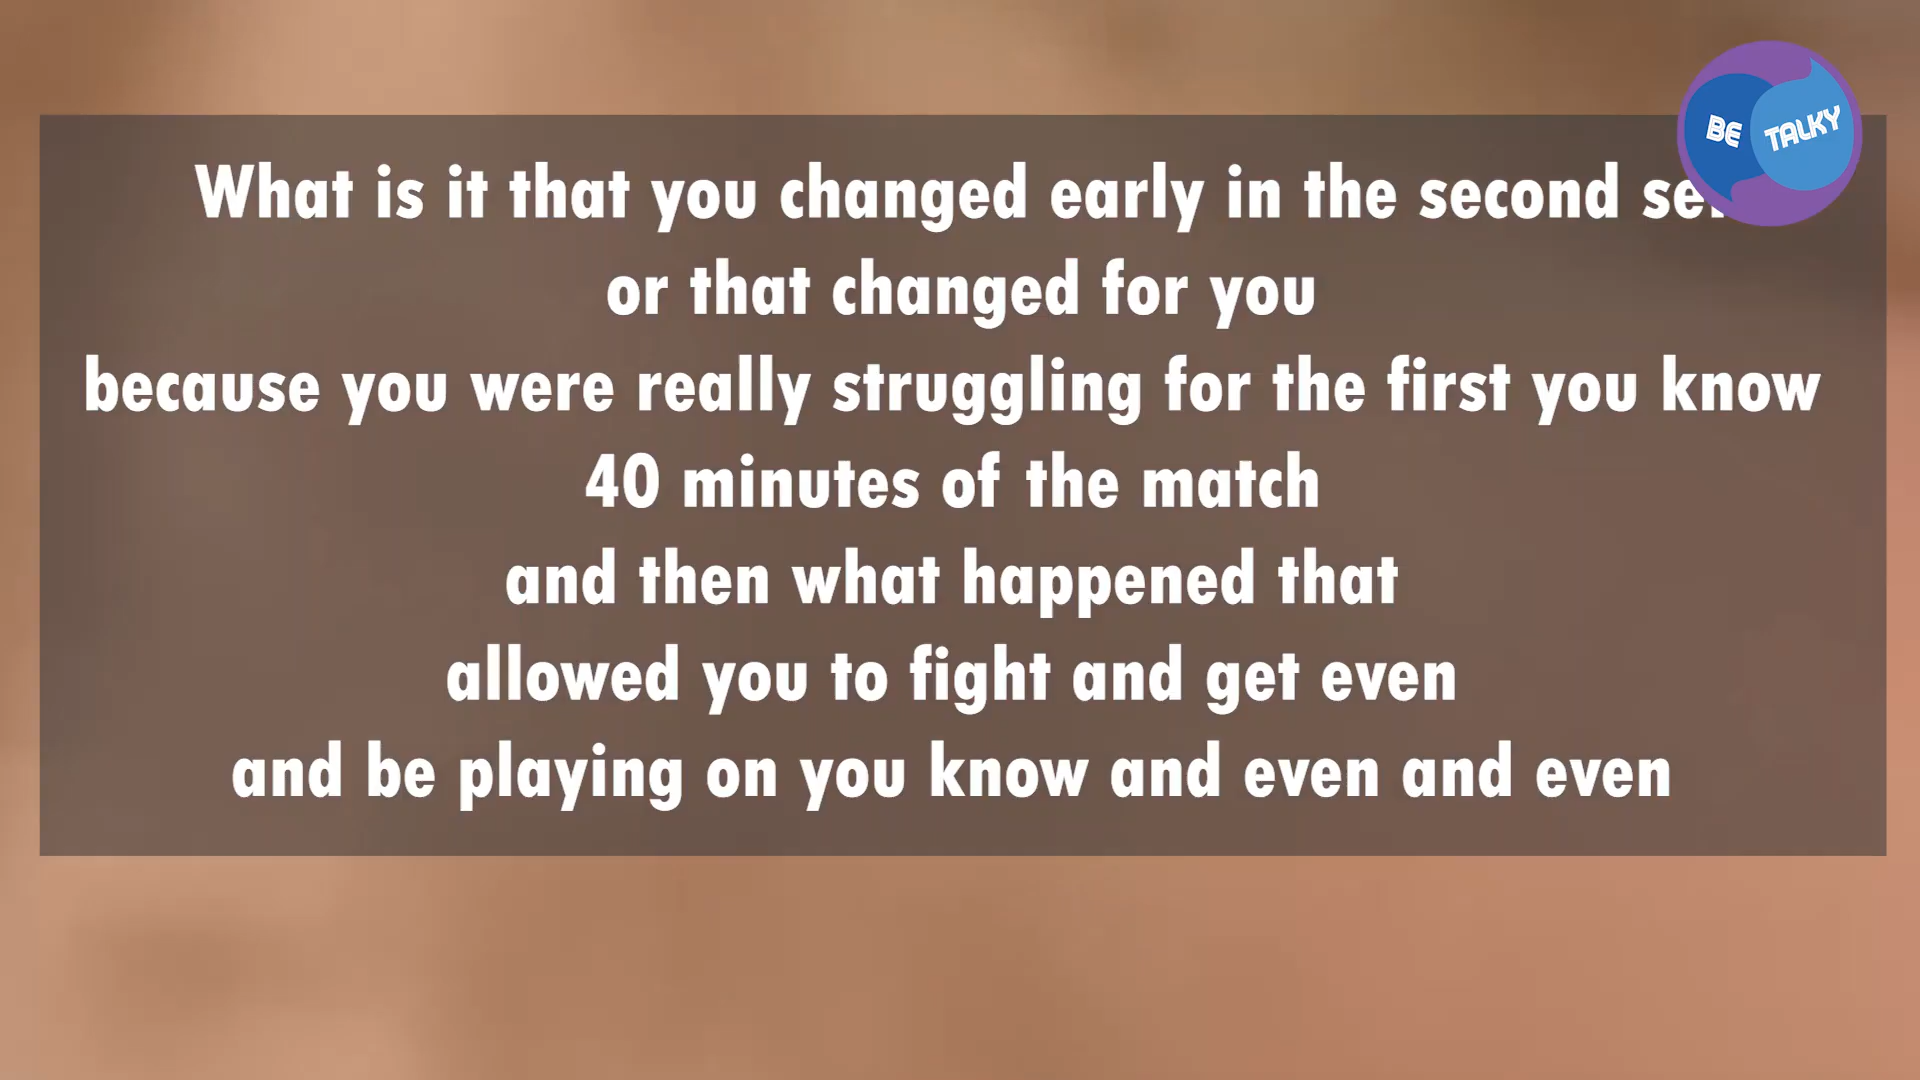 What is it that you changed early in the second
or that changed for you
because you were really struggling for the first you know
40 minutes of the match
and then what happened that
allowed you to fight and get even
and be playing on you know and even and even
BE TALKY